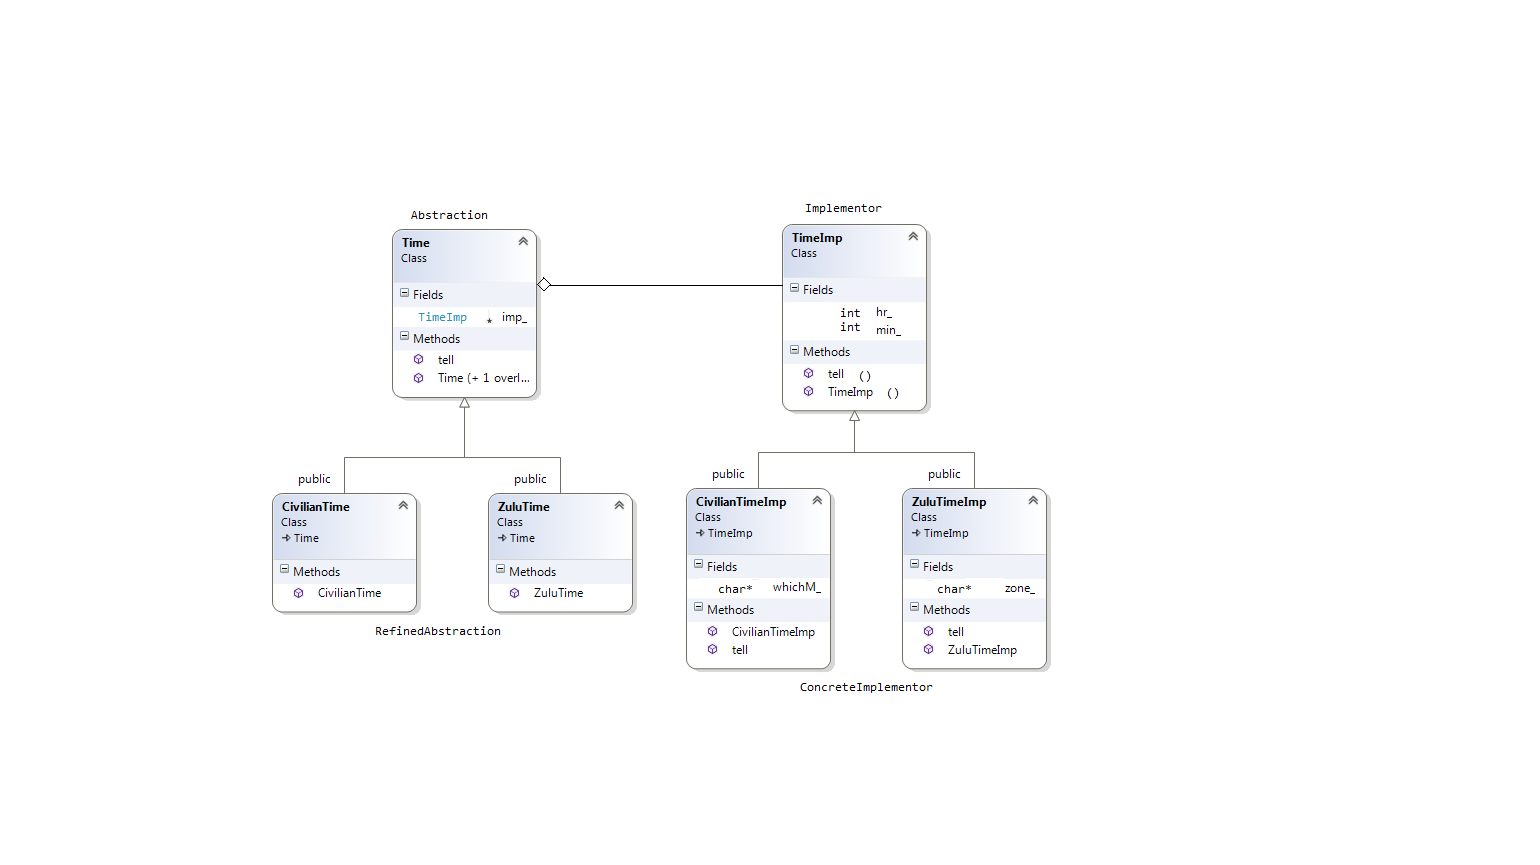 Abstraction
Time
Class
Fields
TimeImp * imp_
Methods
tell
Time (+ 1 overl...
Implementor
TimeImp
Class
Fields
int hr_
int min_
Methods
tell ()
TimeImp ()
public
CivilianTime
Class
Time
Methods
CivilianTime
public
ZuluTime
Class
Time
Methods
ZuluTime
RefinedAbstraction
public
CivilianTimeImp
Class
TimeImp
Fields
char* whichM_
Methods
CivilianTimeImp
tell
public
ZuluTimeImp
Class
TimeImp
Fields
char* zone_
Methods
tell
ZuluTimeImp
ConcreteImplementor